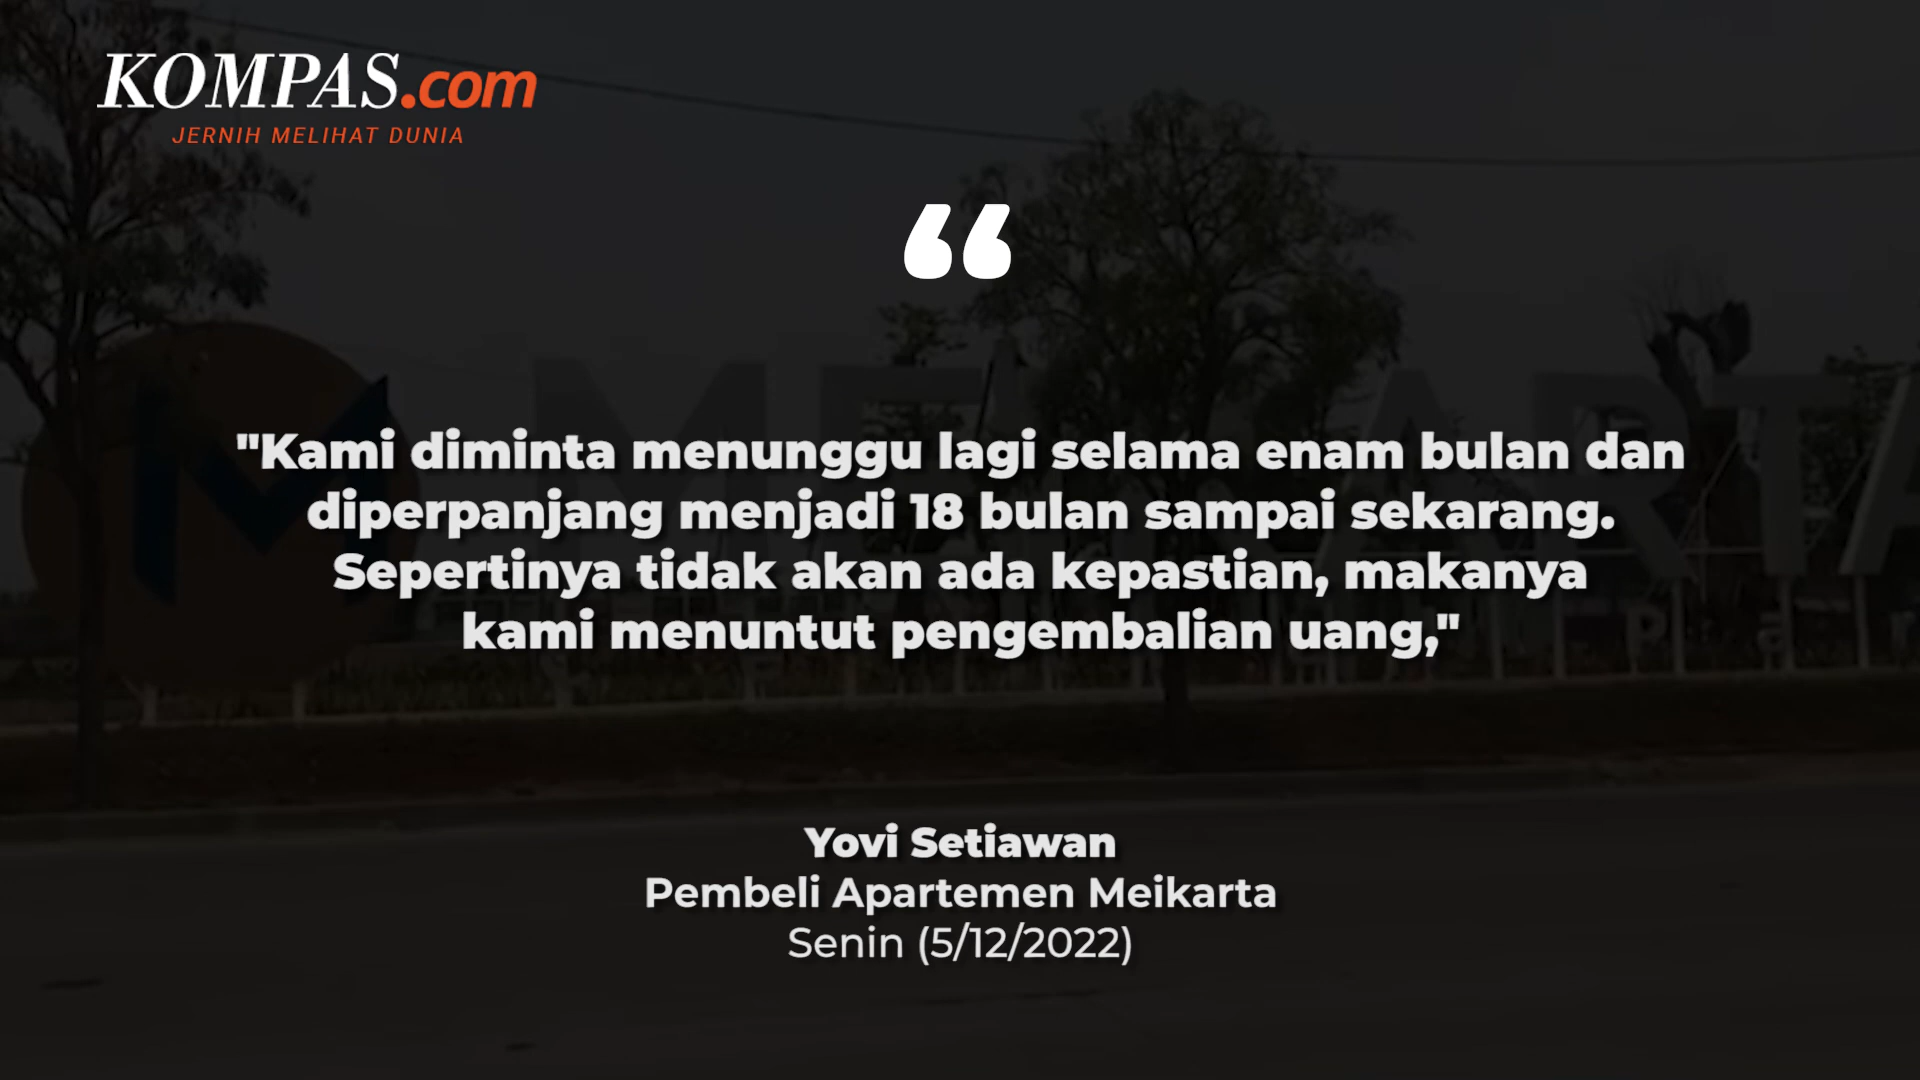 KOMPAS.com
JERNIH MELIHAT DUNIA
“
MEIKARTA
"Kami diminta menunggu lagi selama enam bulan dan
diperpanjang menjadi 18 bulan sampai sekarang.
Sepertinya tidak akan ada kepastian, makanya
kami menuntut pengembalian uang,"
Yovi Setiawan
Pembeli Apartemen Meikarta
Senin (5/12/2022)